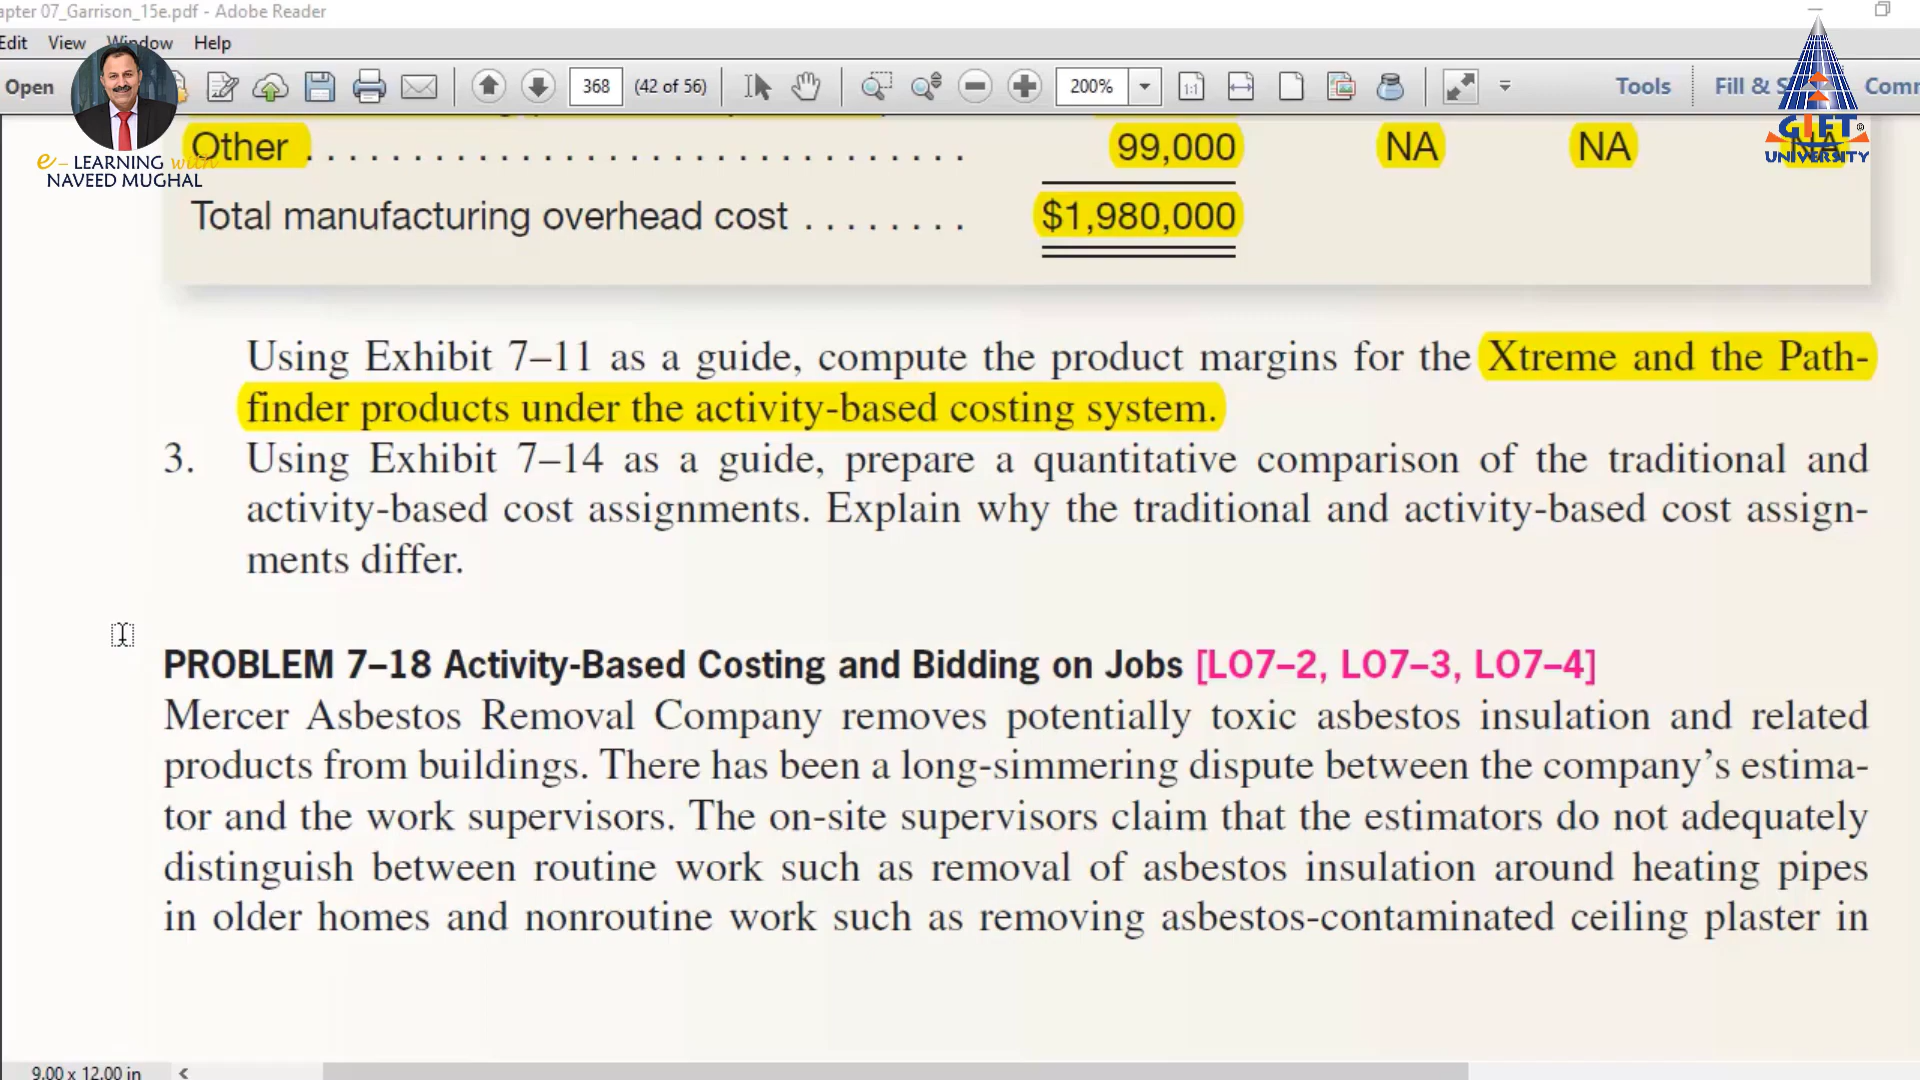 apter 07_Garrison_15e.pdf - Adobe Reader
Edit View Window Help
Open 368 (42 of 56) 200% 1:1 Tools Fill & S Comm
e-LEARNING with
NAVEED MUGHAL
GIFT
UNIVERSITY
Other . . . . . . . . . . . . . . . . . . . . . . . . . . . . . . 99,000 NA NA NA
Total manufacturing overhead cost . . . . . . . . $1,980,000
Using Exhibit 7–11 as a guide, compute the product margins for the Xtreme and the Path-
finder products under the activity-based costing system.
3. Using Exhibit 7–14 as a guide, prepare a quantitative comparison of the traditional and
activity-based cost assignments. Explain why the traditional and activity-based cost assign-
ments differ.
PROBLEM 7–18 Activity-Based Costing and Bidding on Jobs [LO7–2, LO7–3, LO7–4]
Mercer Asbestos Removal Company removes potentially toxic asbestos insulation and related
products from buildings. There has been a long-simmering dispute between the company's estima-
tor and the work supervisors. The on-site supervisors claim that the estimators do not adequately
distinguish between routine work such as removal of asbestos insulation around heating pipes
in older homes and nonroutine work such as removing asbestos-contaminated ceiling plaster in
9.00 x 12.00 in